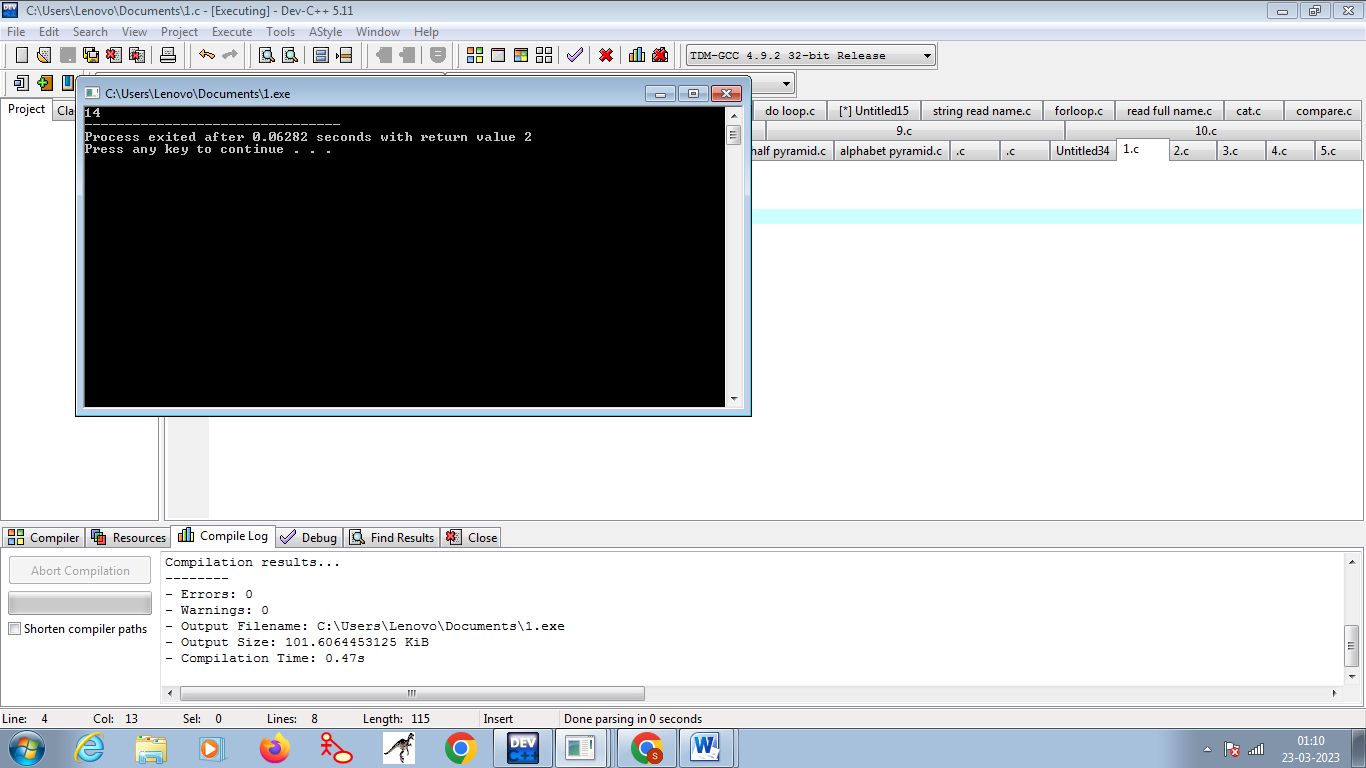 C:\Users\Lenovo\Documents\1.c - [Executing] - Dev-C++ 5.11
File Edit Search View Project Execute Tools AStyle Window Help
TDM-GCC 4.9.2 32-bit Release
C:\Users\Lenovo\Documents\1.exe
Project
do loop.c [*] Untitled15 string read name.c forloop.c read full name.c cat.c compare.c
9.c 10.c
half pyramid.c alphabet pyramid.c .c .c Untitled34 1.c 2.c 3.c 4.c 5.c
14
--------------------------------
Process exited after 0.06282 seconds with return value 2
Press any key to continue . . .
Compiler Resources Compile Log Debug Find Results Close
Abort Compilation
Shorten compiler paths
Compilation results...
--------
- Errors: 0
- Warnings: 0
- Output Filename: C:\Users\Lenovo\Documents\1.exe
- Output Size: 101.6064453125 KiB
- Compilation Time: 0.47s
Line: 4 Col: 13 Sel: 0 Lines: 8 Length: 115 Insert Done parsing in 0 seconds
DEV C++
S
W
01:10
23-03-2023